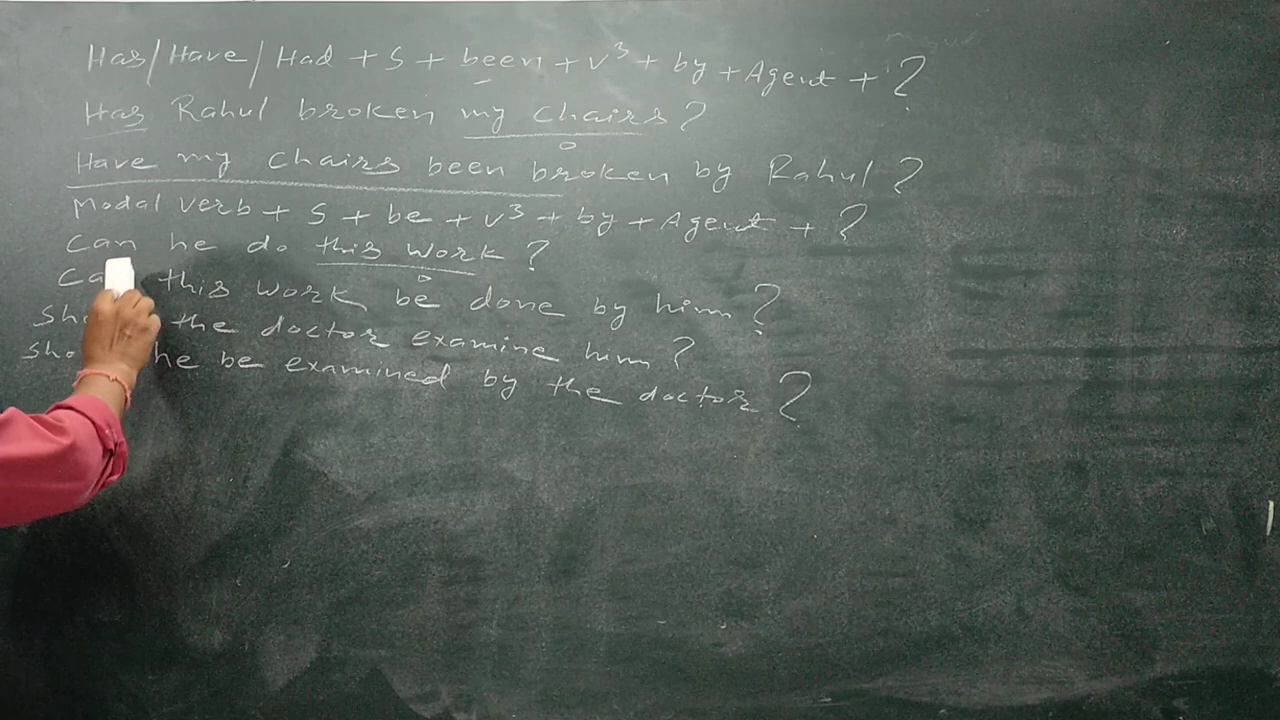 Has/Have/Had + S + been + V³ + by + Agent + ?
Has Rahul broken my chairs?
O
Have my chairs been broken by Rahul?
Modal verb + S + be + V³ + by + Agent + ?
Can he do this work?
O
this work be done by him?
the doctor examine him?
be examined by the doctor?